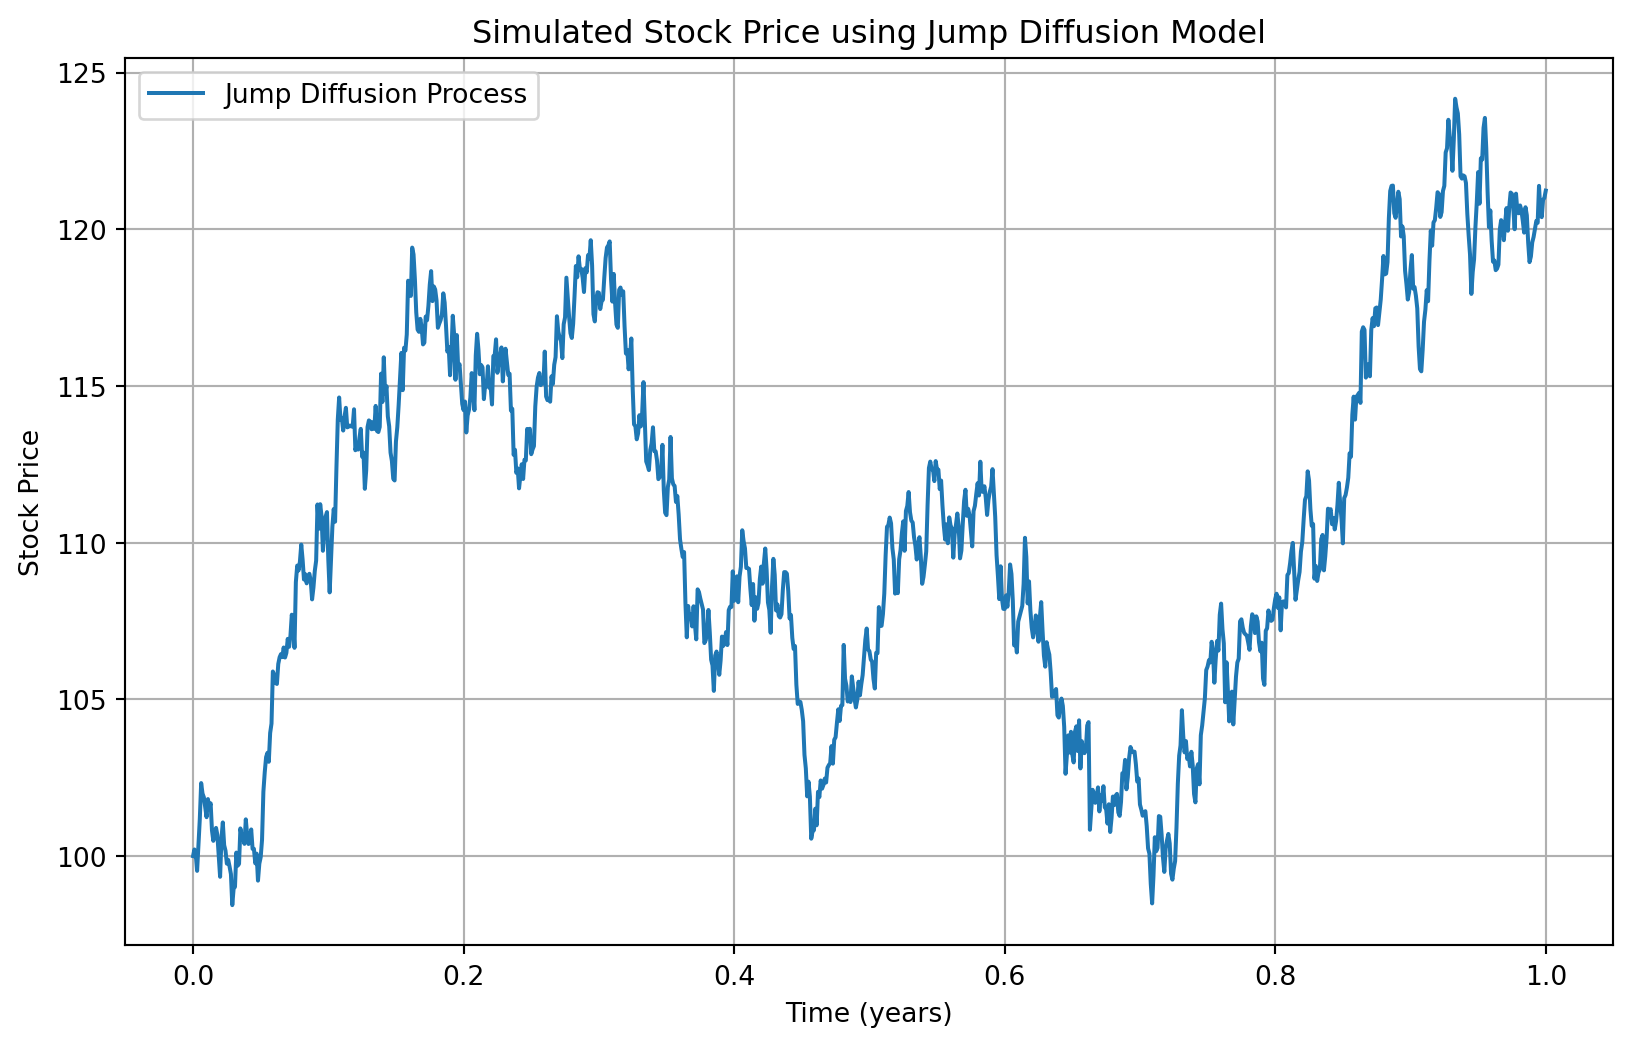 Simulated Stock Price using Jump Diffusion Model
Jump Diffusion Process
Stock Price
125
120
115
110
105
100
0.0 0.2 0.4 0.6 0.8 1.0
Time (years)